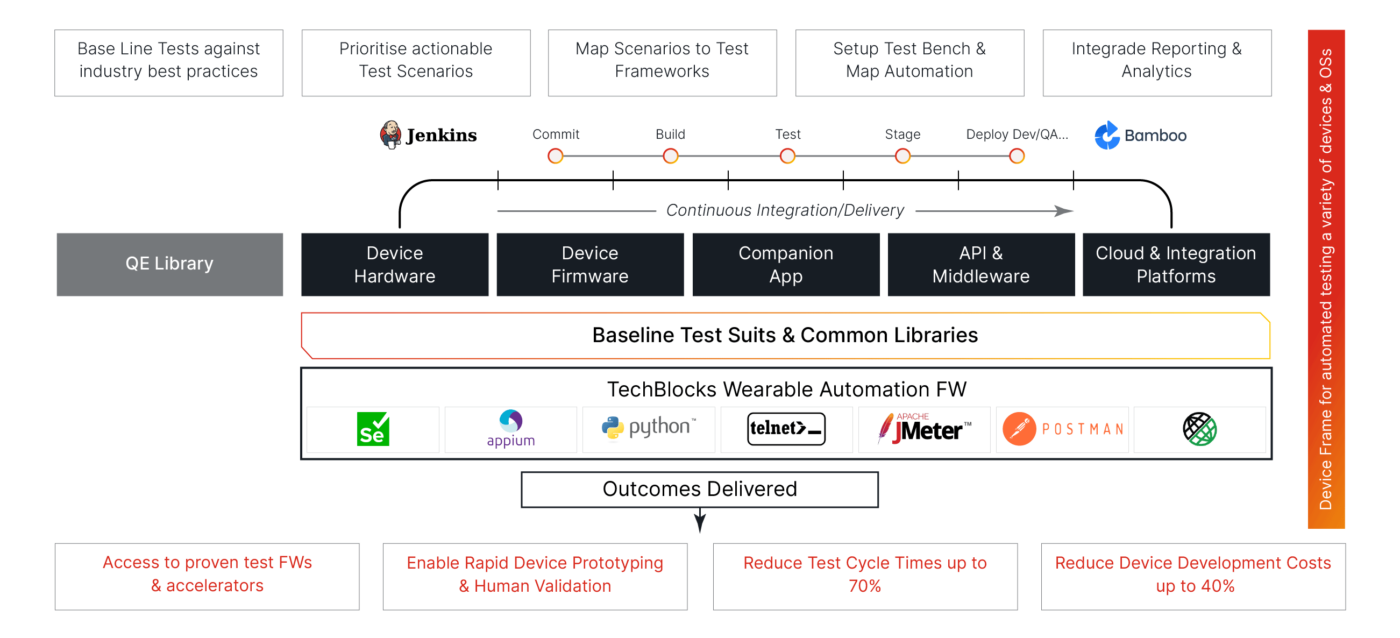 Base Line Tests against
industry best practices
Prioritise actionable
Test Scenarios
Map Scenarios to Test
Frameworks
Setup Test Bench &
Map Automation
Integrade Reporting &
Analytics
Device Frame for automated testing a variety of devices & OSs
Jenkins
Commit
Build
Test
Stage
Deploy Dev/QA...
Bamboo
Continuous Integration/Delivery
QE Library
Device
Hardware
Device
Firmware
Companion
App
API &
Middleware
Cloud & Integration
Platforms
Baseline Test Suits & Common Libraries
TechBlocks Wearable Automation FW
Se
appium
python™
telnet>_
APACHE
JMeter™
POSTMAN
Outcomes Delivered
Access to proven test FWs
& accelerators
Enable Rapid Device Prototyping
& Human Validation
Reduce Test Cycle Times up to
70%
Reduce Device Development Costs
up to 40%